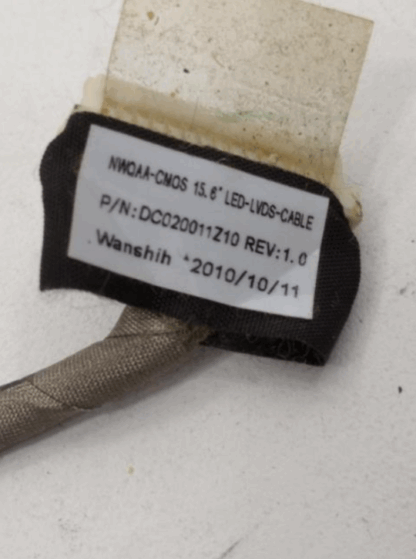 NWQAA-CMOS 15.6" LED-LVDS-CABLE
P/N:DC020011Z10 REV:1.0
Wanshih *2010/10/11